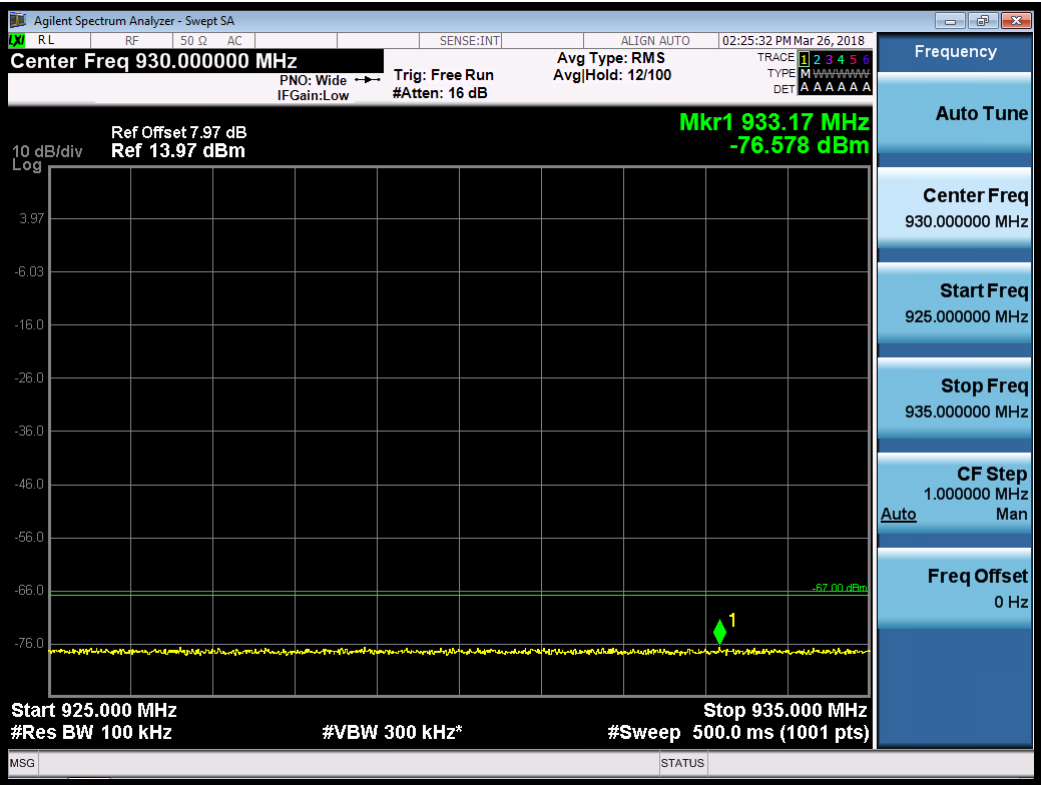 Agilent Spectrum Analyzer - Swept SA
LXI RL RF 50 Ω AC SENSE:INT ALIGN AUTO 02:25:32 PM Mar 26, 2018
Center Freq 930.000000 MHz
PNO: Wide
IFGain:Low
Trig: Free Run
#Atten: 16 dB
Avg Type: RMS
Avg|Hold: 12/100
TRACE 1 2 3 4 5 6
TYPE M WWWWW
DET A A A A A A
Ref Offset 7.97 dB
Ref 13.97 dBm
10 dB/div
Log
Mkr1 933.17 MHz
-76.578 dBm
3.97
-6.03
-16.0
-26.0
-36.0
-46.0
-56.0
-66.0
-76.0
-67.00 dBm
1
Start 925.000 MHz
Stop 935.000 MHz
#Res BW 100 kHz
#VBW 300 kHz*
#Sweep 500.0 ms (1001 pts)
MSG
STATUS
Frequency
Auto Tune
Center Freq
930.000000 MHz
Start Freq
925.000000 MHz
Stop Freq
935.000000 MHz
CF Step
1.000000 MHz
Auto Man
Freq Offset
0 Hz